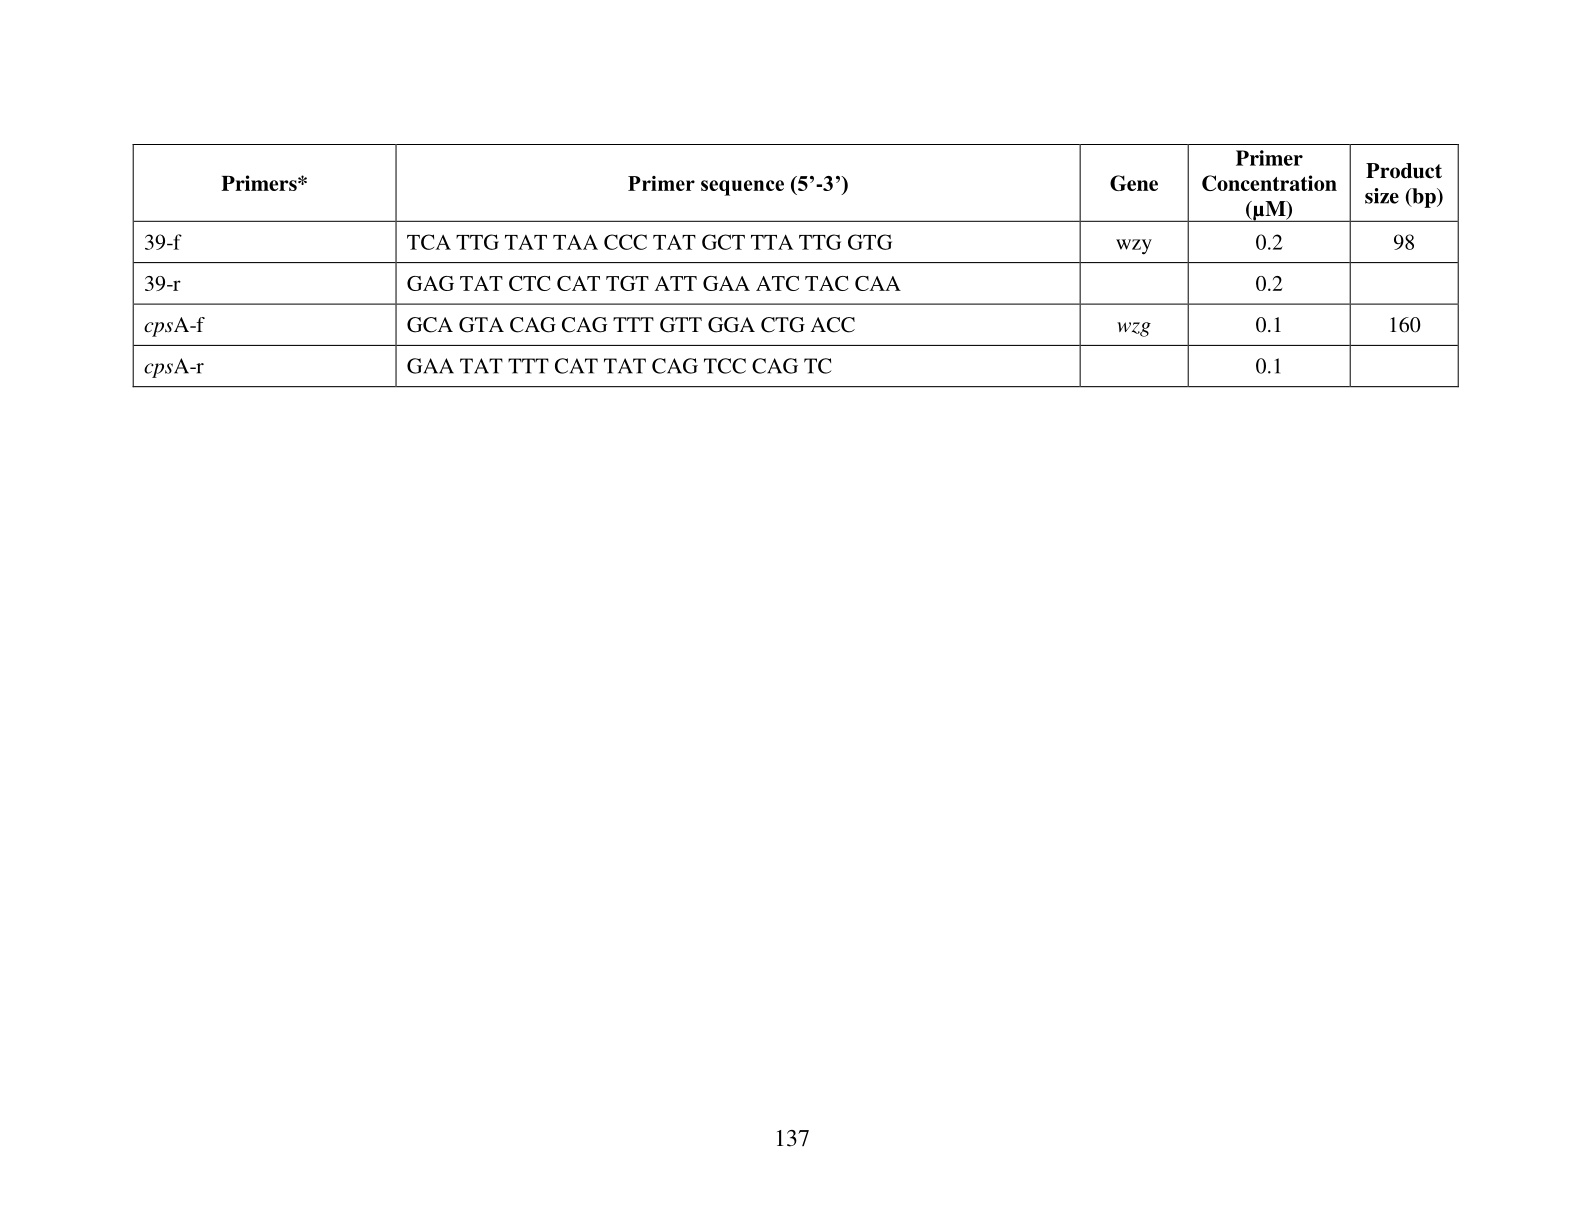 Primers* Primer sequence (5’-3’) Gene Primer Concentration (µM) Product size (bp)
39-f TCA TTG TAT TAA CCC TAT GCT TTA TTG GTG wzy 0.2 98
39-r GAG TAT CTC CAT TGT ATT GAA ATC TAC CAA 0.2
cpsA-f GCA GTA CAG CAG TTT GTT GGA CTG ACC wzg 0.1 160
cpsA-r GAA TAT TTT CAT TAT CAG TCC CAG TC 0.1
137